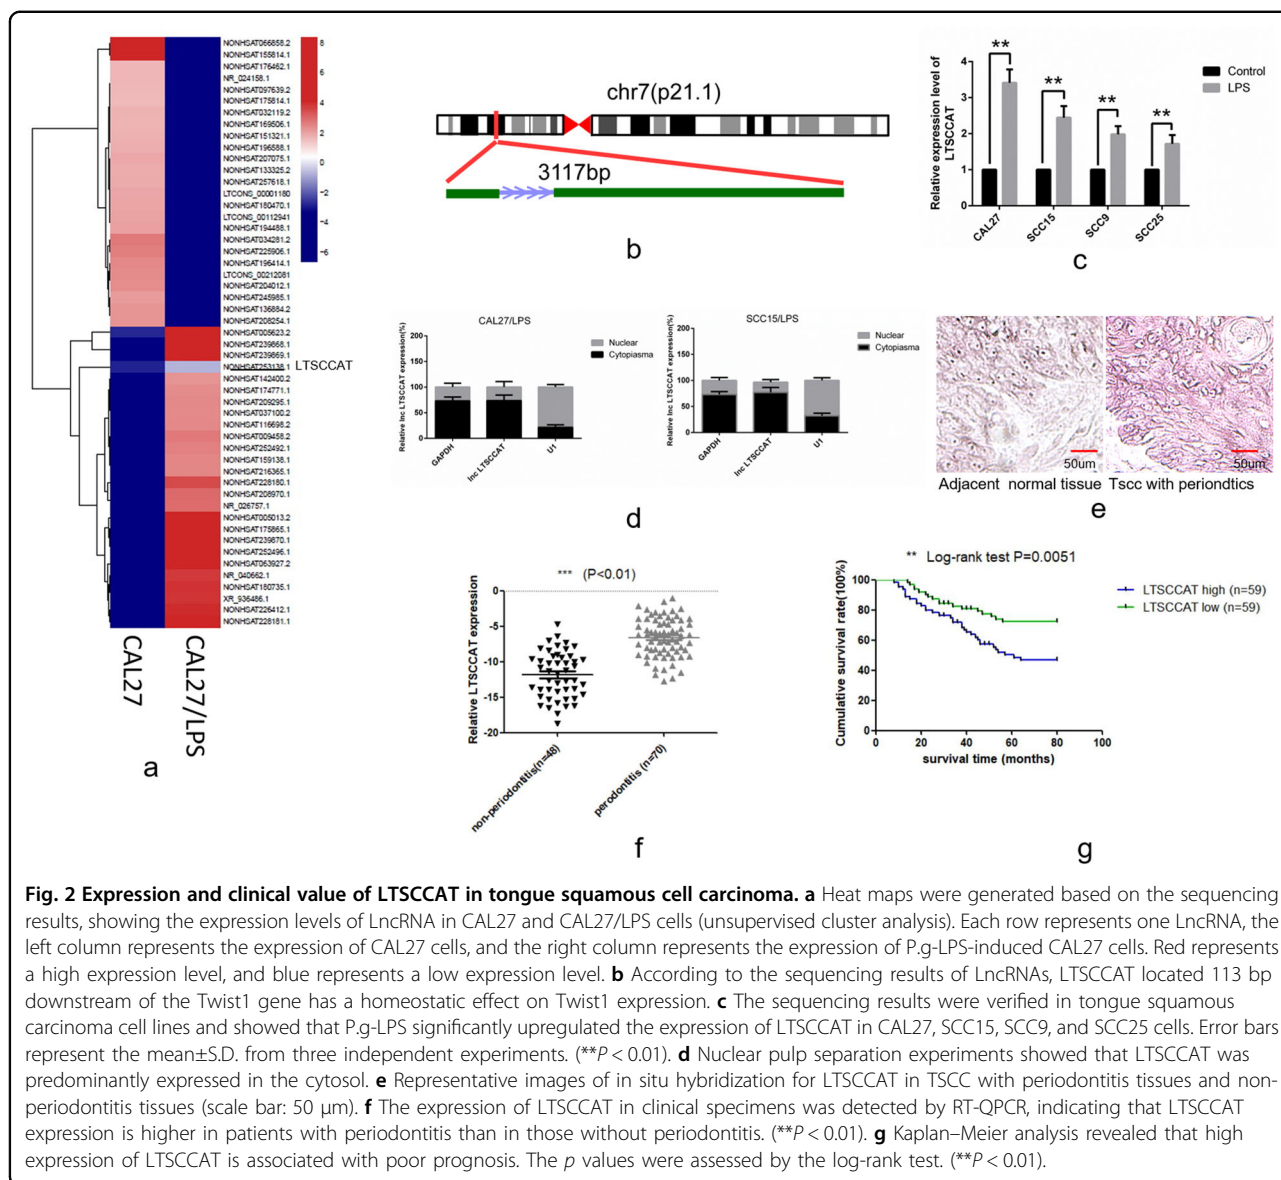 NONHSAT066858.2
NONHSAT155814.1
NONHSAT176462.1
NR_024158.1
NONHSAT097639.2
NONHSAT175814.1
NONHSAT032119.2
NONHSAT169506.1
NONHSAT151321.1
NONHSAT196588.1
NONHSAT207075.1
NONHSAT133325.2
NONHSAT257618.1
LTCONS_00001180
NONHSAT180470.1
LTCONS_00112941
NONHSAT194488.1
NONHSAT034281.2
NONHSAT225906.1
NONHSAT196414.1
LTCONS_00212081
NONHSAT204012.1
NONHSAT245985.1
NONHSAT136884.2
NONHSAT208254.1
NONHSAT005623.2
NONHSAT239868.1
NONHSAT239869.1
NONHSAT253138.1 LTSCCAT
NONHSAT142400.2
NONHSAT174771.1
NONHSAT209295.1
NONHSAT037100.2
NONHSAT116698.2
NONHSAT009458.2
NONHSAT252492.1
NONHSAT159138.1
NONHSAT216365.1
NONHSAT228180.1
NONHSAT208970.1
NR_026757.1
NONHSAT005013.2
NONHSAT175865.1
NONHSAT239870.1
NONHSAT252496.1
NONHSAT063927.2
NR_040662.1
NONHSAT180735.1
XR_936486.1
NONHSAT226412.1
NONHSAT228181.1
8
6
4
2
0
−2
−4
−6
CAL27
CAL27/LPS
a
chr7(p21.1)
3117bp
b
Relative expression level of
LTSCCAT
4
3
2
1
0
**
**
**
**
Control
LPS
CAL27
SCC15
SCC9
SCC25
c
CAL27/LPS
Relative lnc LTSCCAT expression(%)
200
150
100
50
0
Nuclear
Cytopiasma
GAPDH
lnc LTSCCAT
U1
SCC15/LPS
Relative lnc LTSCCAT expression(%)
200
150
100
50
0
Nuclear
Cytopiasma
GAPDH
lnc LTSCCAT
U1
d
50um
50um
Adjacent normal tissue Tscc with periondtics
e
*** (P<0.01)
Relative LTSCCAT expression
0
-5
-10
-15
-20
non-periodontitis(n=48)
perodontitis (n=70)
f
** Log-rank test P=0.0051
Cumulative survival rate(100%)
100
80
60
40
20
0
0 20 40 60 80 100
survival time (months)
LTSCCAT high (n=59)
LTSCCAT low (n=59)
g
Fig. 2 Expression and clinical value of LTSCCAT in tongue squamous cell carcinoma. a Heat maps were generated based on the sequencing
results, showing the expression levels of LncRNA in CAL27 and CAL27/LPS cells (unsupervised cluster analysis). Each row represents one LncRNA, the
left column represents the expression of CAL27 cells, and the right column represents the expression of P.g-LPS-induced CAL27 cells. Red represents
a high expression level, and blue represents a low expression level. b According to the sequencing results of LncRNAs, LTSCCAT located 113 bp
downstream of the Twist1 gene has a homeostatic effect on Twist1 expression. c The sequencing results were verified in tongue squamous
carcinoma cell lines and showed that P.g-LPS significantly upregulated the expression of LTSCCAT in CAL27, SCC15, SCC9, and SCC25 cells. Error bars
represent the mean±S.D. from three independent experiments. (**P < 0.01). d Nuclear pulp separation experiments showed that LTSCCAT was
predominantly expressed in the cytosol. e Representative images of in situ hybridization for LTSCCAT in TSCC with periodontitis tissues and non-
periodontitis tissues (scale bar: 50 μm). f The expression of LTSCCAT in clinical specimens was detected by RT-QPCR, indicating that LTSCCAT
expression is higher in patients with periodontitis than in those without periodontitis. (**P < 0.01). g Kaplan–Meier analysis revealed that high
expression of LTSCCAT is associated with poor prognosis. The p values were assessed by the log-rank test. (**P < 0.01).